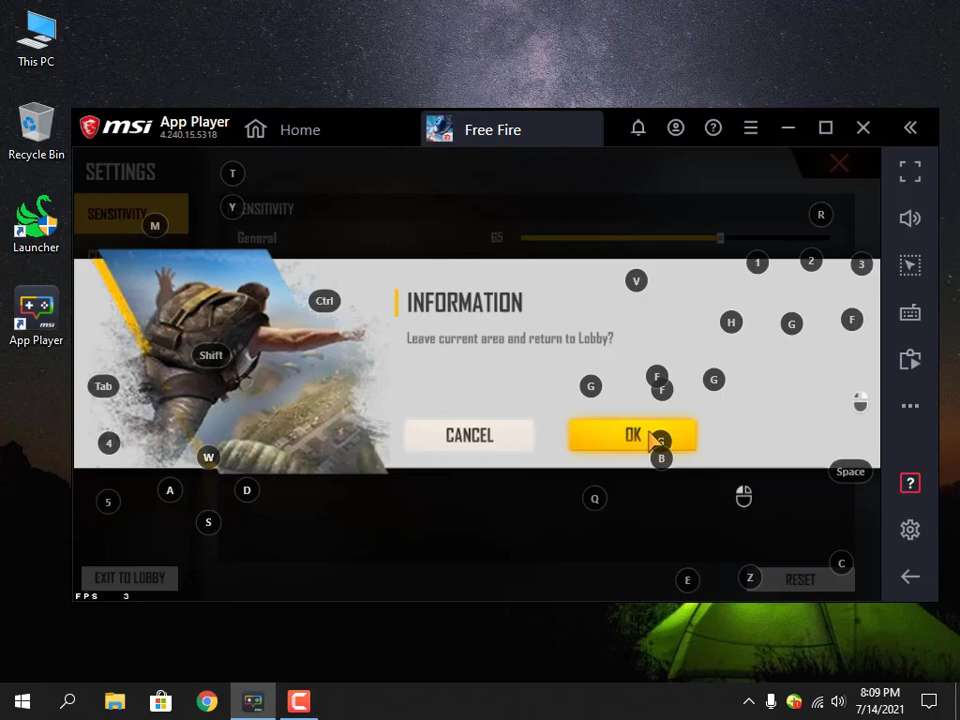 This PC
Recycle Bin
Launcher
msi
App Player
msi
App Player
4.240.15.5318
Home
Free Fire
SETTINGS
SENSITIVITY
SENSITIVITY
General
65
T
Y
M
R
1
2
3
V
Ctrl
INFORMATION
H
G
F
Leave current area and return to Lobby?
Shift
Tab
G
F
F
G
4
CANCEL
OK
G
B
W
Space
A
D
5
S
Q
?
EXIT TO LOBBY
E
Z
RESET
C
FPS 3
8:09 PM
7/14/2021